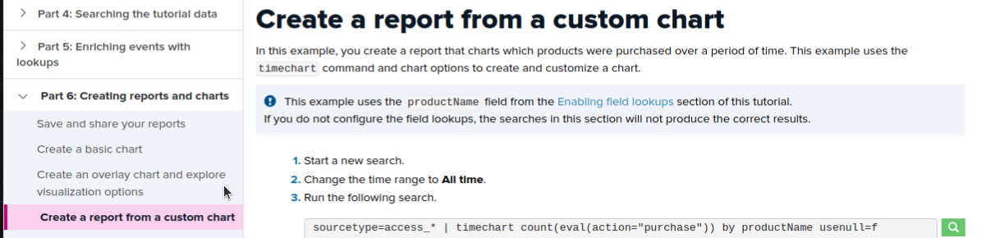 Part 4: Searching the tutorial data
Part 5: Enriching events with
lookups
Part 6: Creating reports and charts
Save and share your reports
Create a basic chart
Create an overlay chart and explore
visualization options
Create a report from a custom chart
Create a report from a custom chart
In this example, you create a report that charts which products were purchased over a period of time. This example uses the
timechart command and chart options to create and customize a chart.
This example uses the productName field from the Enabling field lookups section of this tutorial.
If you do not configure the field lookups, the searches in this section will not produce the correct results.
1. Start a new search.
2. Change the time range to All time.
3. Run the following search.
sourcetype=access_* | timechart count(eval(action="purchase")) by productName usenull=f